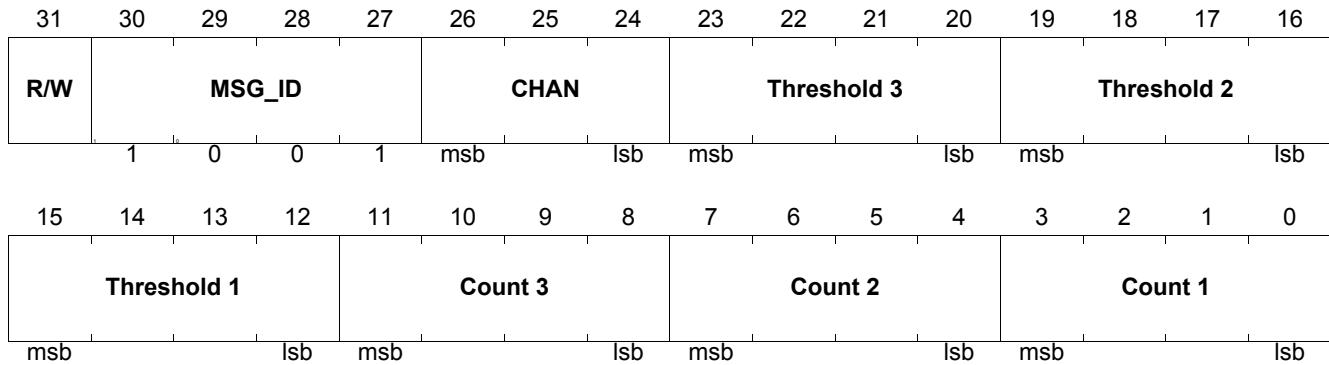 31 30 29 28 27 26 25 24 23 22 21 20 19 18 17 16
R/W MSG_ID CHAN Threshold 3 Threshold 2
1 0 0 1 msb lsb msb lsb msb lsb
15 14 13 12 11 10 9 8 7 6 5 4 3 2 1 0
Threshold 1 Count 3 Count 2 Count 1
msb lsb msb lsb msb lsb msb lsb